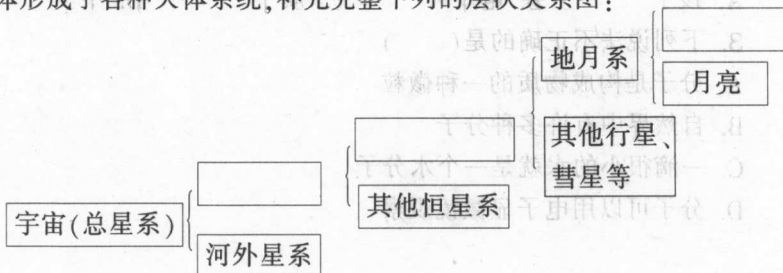 体形成了各种天体系统,补充完整下列的层次关系图:
地月系
月亮
其他行星、
彗星等
其他恒星系
宇宙(总星系)
河外星系